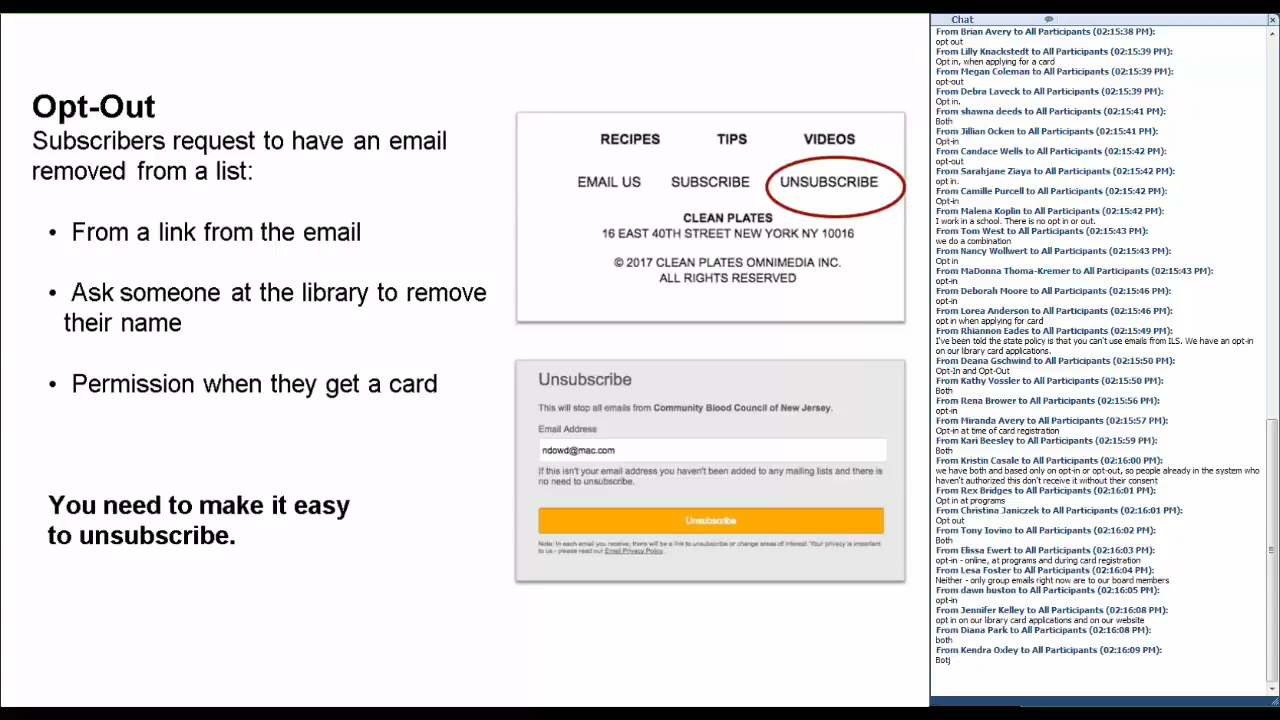 Opt-Out
Subscribers request to have an email
removed from a list:
• From a link from the email
• Ask someone at the library to remove
their name
• Permission when they get a card
You need to make it easy
to unsubscribe.
RECIPES TIPS VIDEOS
EMAIL US SUBSCRIBE UNSUBSCRIBE
CLEAN PLATES
16 EAST 40TH STREET NEW YORK NY 10016
© 2017 CLEAN PLATES OMNIMEDIA INC.
ALL RIGHTS RESERVED
Unsubscribe
This will stop all emails from Community Blood Council of New Jersey.
Email Address
ndowd@mac.com
If this isn't your email address you haven't been added to any mailing lists and there is
no need to unsubscribe.
Unsubscribe
Note: In each email you receive, there will be a link to unsubscribe or change areas of interest. Your privacy is important
to us - please read our Email Privacy Policy.
Chat
From Brian Avery to All Participants (02:15:38 PM):
opt out
From Lilly Knackstedt to All Participants (02:15:39 PM):
Opt in, when applying for a card
From Megan Coleman to All Participants (02:15:39 PM):
opt-out
From Debra Laveck to All Participants (02:15:39 PM):
Opt in.
From shawna deeds to All Participants (02:15:41 PM):
Both
From Jillian Ocken to All Participants (02:15:41 PM):
Opt-in
From Candace Wells to All Participants (02:15:42 PM):
opt-out
From Sarahjane Ziaya to All Participants (02:15:42 PM):
opt in.
From Camille Purcell to All Participants (02:15:42 PM):
Opt-in
From Malena Koplin to All Participants (02:15:42 PM):
I work in a school. There is no opt in or out.
From Tom West to All Participants (02:15:43 PM):
we do a combination
From Nancy Wollwert to All Participants (02:15:43 PM):
Opt in
From MaDonna Thoma-Kremer to All Participants (02:15:43 PM):
opt-in
From Deborah Moore to All Participants (02:15:46 PM):
opt-in
From Lorea Anderson to All Participants (02:15:46 PM):
opt in when applying for card
From Rhiannon Eades to All Participants (02:15:49 PM):
I've been told the state policy is that you can't use emails from ILS. We have an opt-in
on our library card applications.
From Deana Gschwind to All Participants (02:15:50 PM):
Opt-In and Opt-Out
From Kathy Vossler to All Participants (02:15:50 PM):
Both
From Rena Brower to All Participants (02:15:56 PM):
opt-in
From Miranda Avery to All Participants (02:15:57 PM):
Opt-in at time of card registration
From Kari Beesley to All Participants (02:15:59 PM):
Both
From Kristin Casale to All Participants (02:16:00 PM):
we have both and based only on opt-in or opt-out, so people already in the system who
haven't authorized this don't receive it without their consent
From Rex Bridges to All Participants (02:16:01 PM):
Opt in at programs
From Christina Janiczek to All Participants (02:16:01 PM):
Opt out
From Tony Iovino to All Participants (02:16:02 PM):
Both
From Elissa Ewert to All Participants (02:16:03 PM):
opt-in - online, at programs and during card registration
From Lesa Foster to All Participants (02:16:04 PM):
Neither - only group emails right now are to our board members
From dawn huston to All Participants (02:16:05 PM):
opt-in
From Jennifer Kelley to All Participants (02:16:08 PM):
opt in on our library card applications and on our website
From Diana Park to All Participants (02:16:08 PM):
both
From Kendra Oxley to All Participants (02:16:09 PM):
Botj